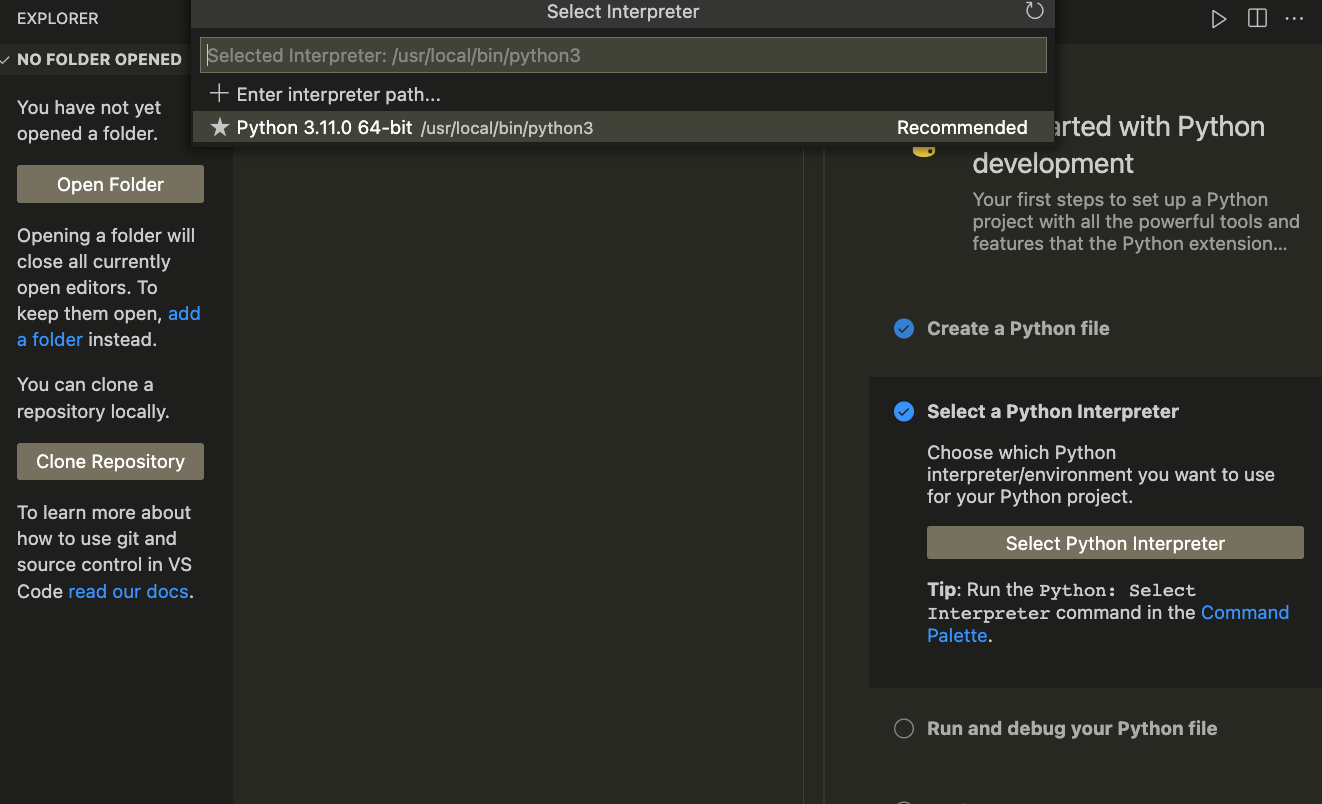 EXPLORER
NO FOLDER OPENED
You have not yet
opened a folder.
Open Folder
Opening a folder will
close all currently
open editors. To
keep them open, add
a folder instead.
You can clone a
repository locally.
Clone Repository
To learn more about
how to use git and
source control in VS
Code read our docs.
Select Interpreter
Selected Interpreter: /usr/local/bin/python3
Enter interpreter path...
Python 3.11.0 64-bit /usr/local/bin/python3 Recommended
arted with Python
development
Your first steps to set up a Python
project with all the powerful tools and
features that the Python extension...
Create a Python file
Select a Python Interpreter
Choose which Python
interpreter/environment you want to use
for your Python project.
Select Python Interpreter
Tip: Run the Python: Select
Interpreter command in the Command
Palette.
Run and debug your Python file